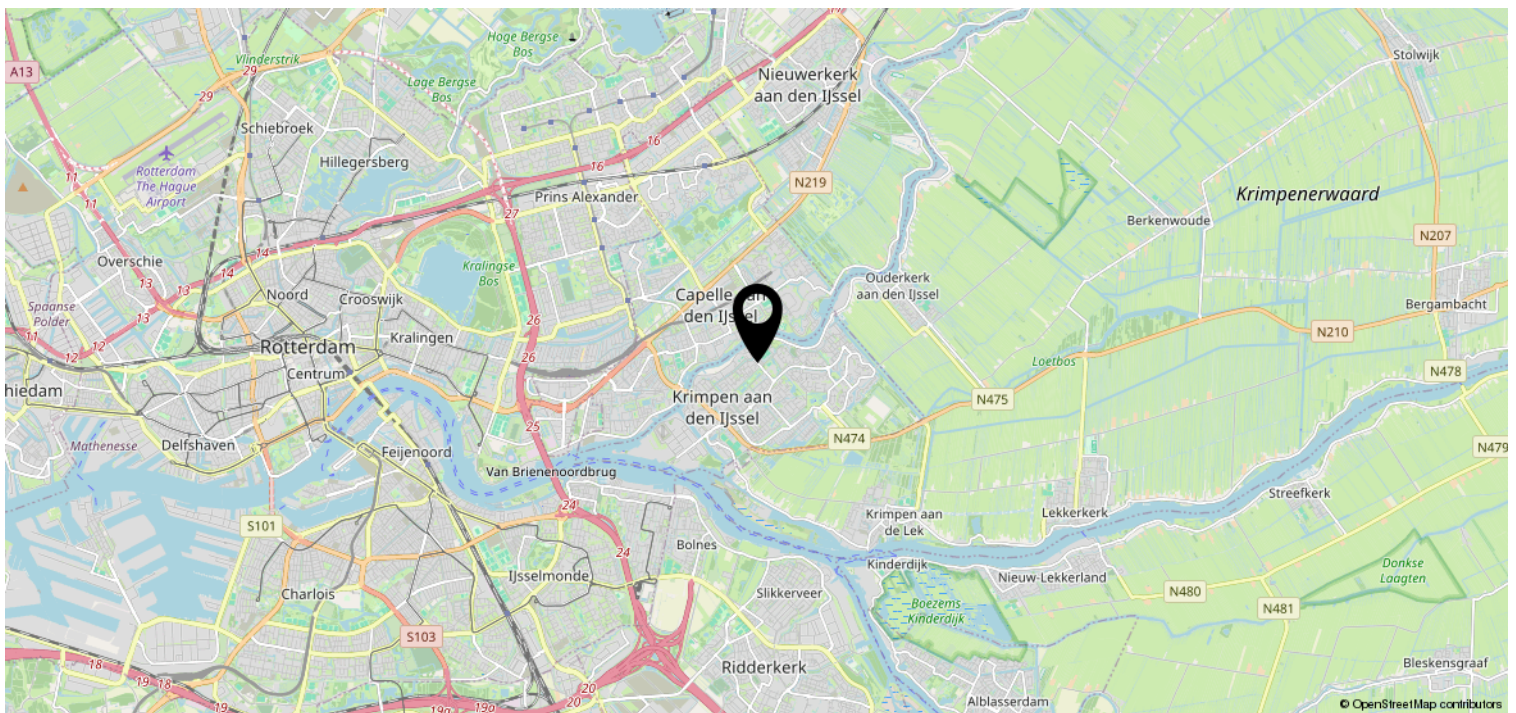 Hoge Bergse
Bos
Stolwijk
Vlinderstrik
A13
29
17
Nieuwerkerk
aan den IJssel
Lage Bergse
Bos
29
Schiebroek
16
Hillegersberg
16
Rotterdam
The Hague
Airport
11
N219
Prins Alexander
Krimpenerwaard
11
27
Berkenwoude
N207
Overschie
14
14
Kralingse
Bos
13
Ouderkerk
aan den IJssel
Noord
Crooswijk
Capelle aan
den IJssel
Spaanse
Polder
13
Bergambacht
26
N210
11
12
12
Kralingen
Rotterdam
26
Loetbos
Centrum
N478
hiedam
Krimpen aan
den IJssel
N475
25
N474
Mathenesse
Delfshaven
Feijenoord
N479
Van Brienenoordbrug
Streefkerk
24
S101
Krimpen aan
de Lek
Lekkerkerk
24
Bolnes
Kinderdijk
IJsselmonde
Nieuw-Lekkerland
Donkse
Laagten
Charlois
Slikkerveer
N480
Boezems
Kinderdijk
N481
S103
18
Ridderkerk
Bleskensgraaf
19
18
20
20
19
19a
19a
Alblasserdam
© OpenStreetMap contributors